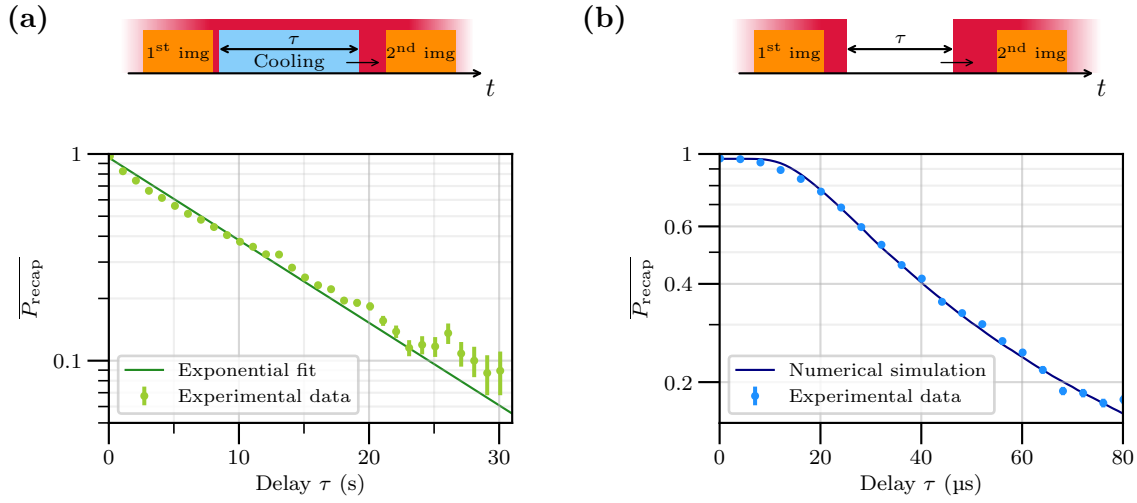 (a)
1st img
τ
Cooling
2nd img
t
1
0.1
Precap
Exponential fit
Experimental data
0
10
20
30
Delay τ (s)
(b)
1st img
τ
2nd img
t
1
0.6
0.4
0.2
Precap
Numerical simulation
Experimental data
0
20
40
60
80
Delay τ (µs)